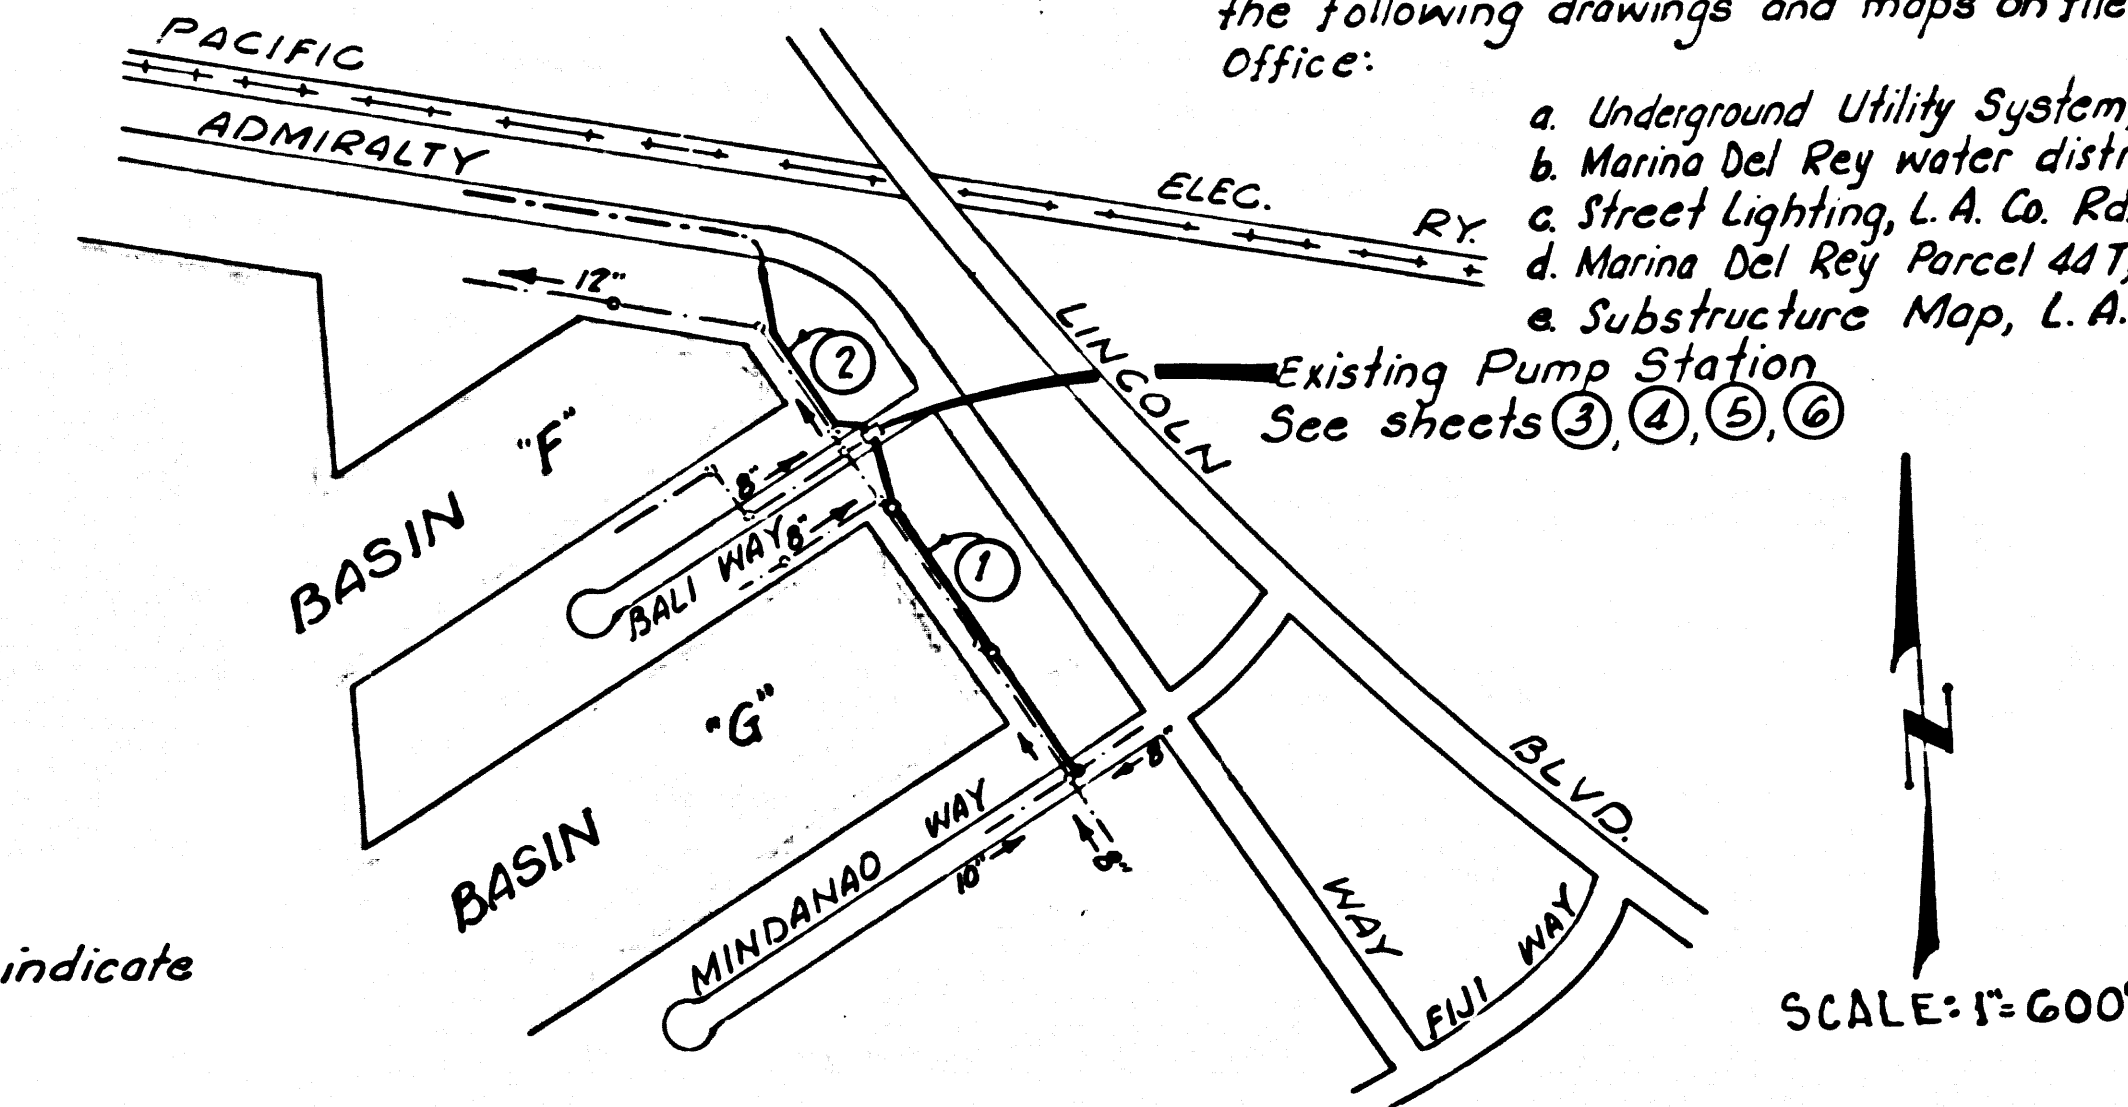 the following drawings and maps on file
Office:
a. Underground Utility System,
b. Marina Del Rey water distr
c. Street Lighting, L. A. Co. Rd.
d. Marina Del Rey Parcel 44 T,
e. Substructure Map, L. A.
PACIFIC
ELEC.
RY.
ADMIRALTY
12"
2
LINCOLN
BLVD.
Existing Pump Station
See sheets 3, 4, 5, 6
BASIN "F"
8"
BALI WAY
8"
1
BASIN "G"
MINDANAO WAY
8"
10"
8"
WAY
FIJI WAY
N
indicate
SCALE: 1"= 600'